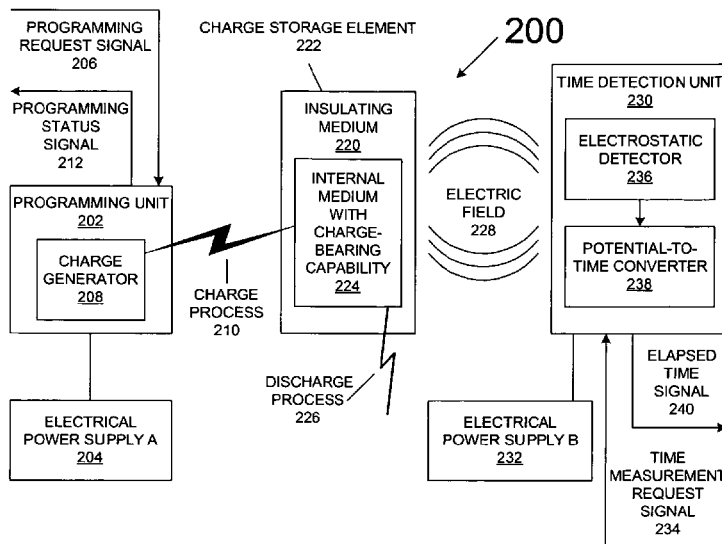 PROGRAMMING
REQUEST SIGNAL
206
PROGRAMMING
STATUS
SIGNAL
212
PROGRAMMING UNIT
202
CHARGE
GENERATOR
208
ELECTRICAL
POWER SUPPLY A
204
CHARGE
PROCESS
210
CHARGE STORAGE ELEMENT
222
INSULATING
MEDIUM
220
INTERNAL
MEDIUM
WITH
CHARGE-
BEARING
CAPABILITY
224
DISCHARGE
PROCESS
226
200
ELECTRIC
FIELD
228
TIME DETECTION UNIT
230
ELECTROSTATIC
DETECTOR
236
POTENTIAL-TO-
TIME CONVERTER
238
ELECTRICAL
POWER SUPPLY B
232
ELAPSED
TIME
SIGNAL
240
TIME
MEASUREMENT
REQUEST
SIGNAL
234